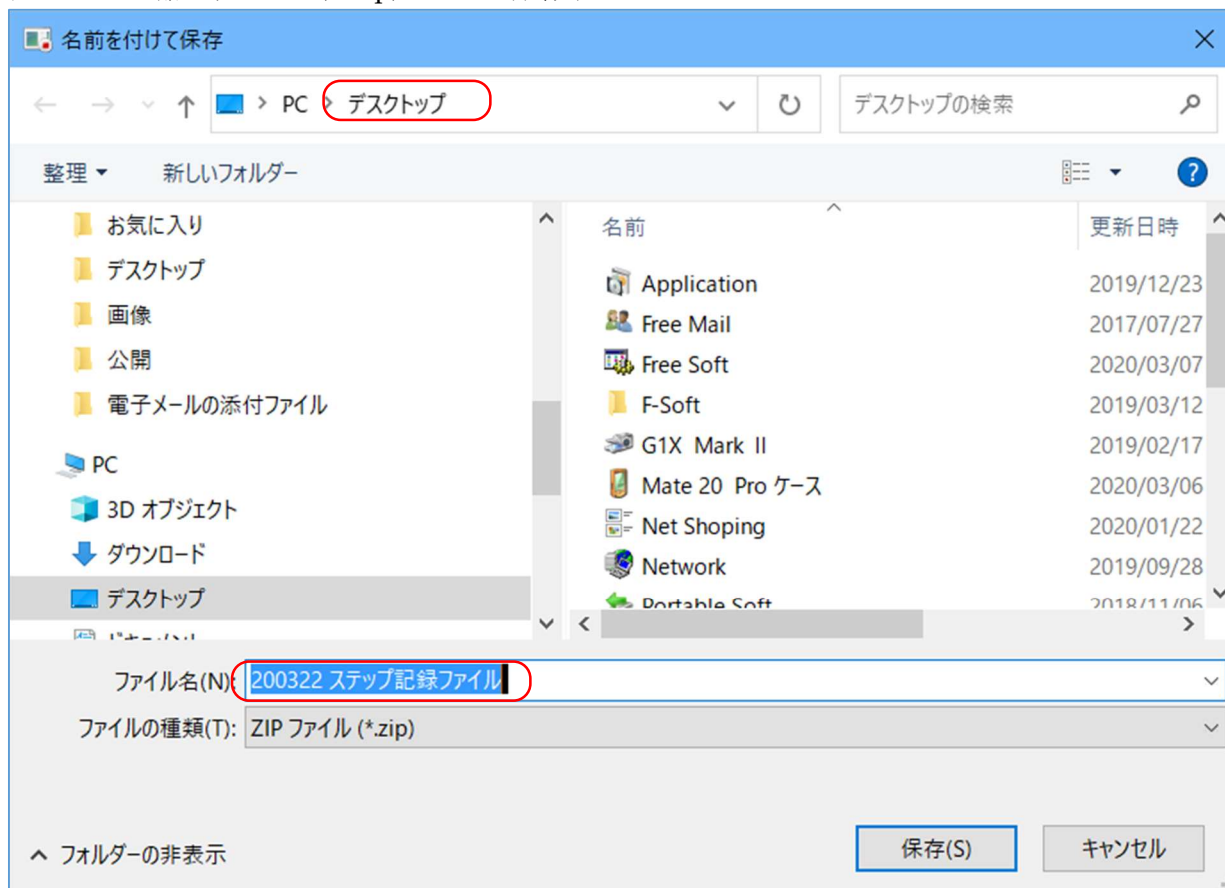 名前を付けて保存
PC > デスクトップ
デスクトップの検索
整理
新しいフォルダー
お気に入り
デスクトップ
画像
公開
電子メールの添付ファイル
PC
3D オブジェクト
ダウンロード
デスクトップ
名前
更新日時
Application
2019/12/23
Free Mail
2017/07/27
Free Soft
2020/03/07
F-Soft
2019/03/12
G1X Mark II
2019/02/17
Mate 20 Pro ケース
2020/03/06
Net Shoping
2020/01/22
Network
2019/09/28
Portable Soft
2018/11/06
ファイル名(N):
200322 ステップ記録ファイル
ファイルの種類(T):
ZIP ファイル (*.zip)
フォルダーの非表示
保存(S)
キャンセル